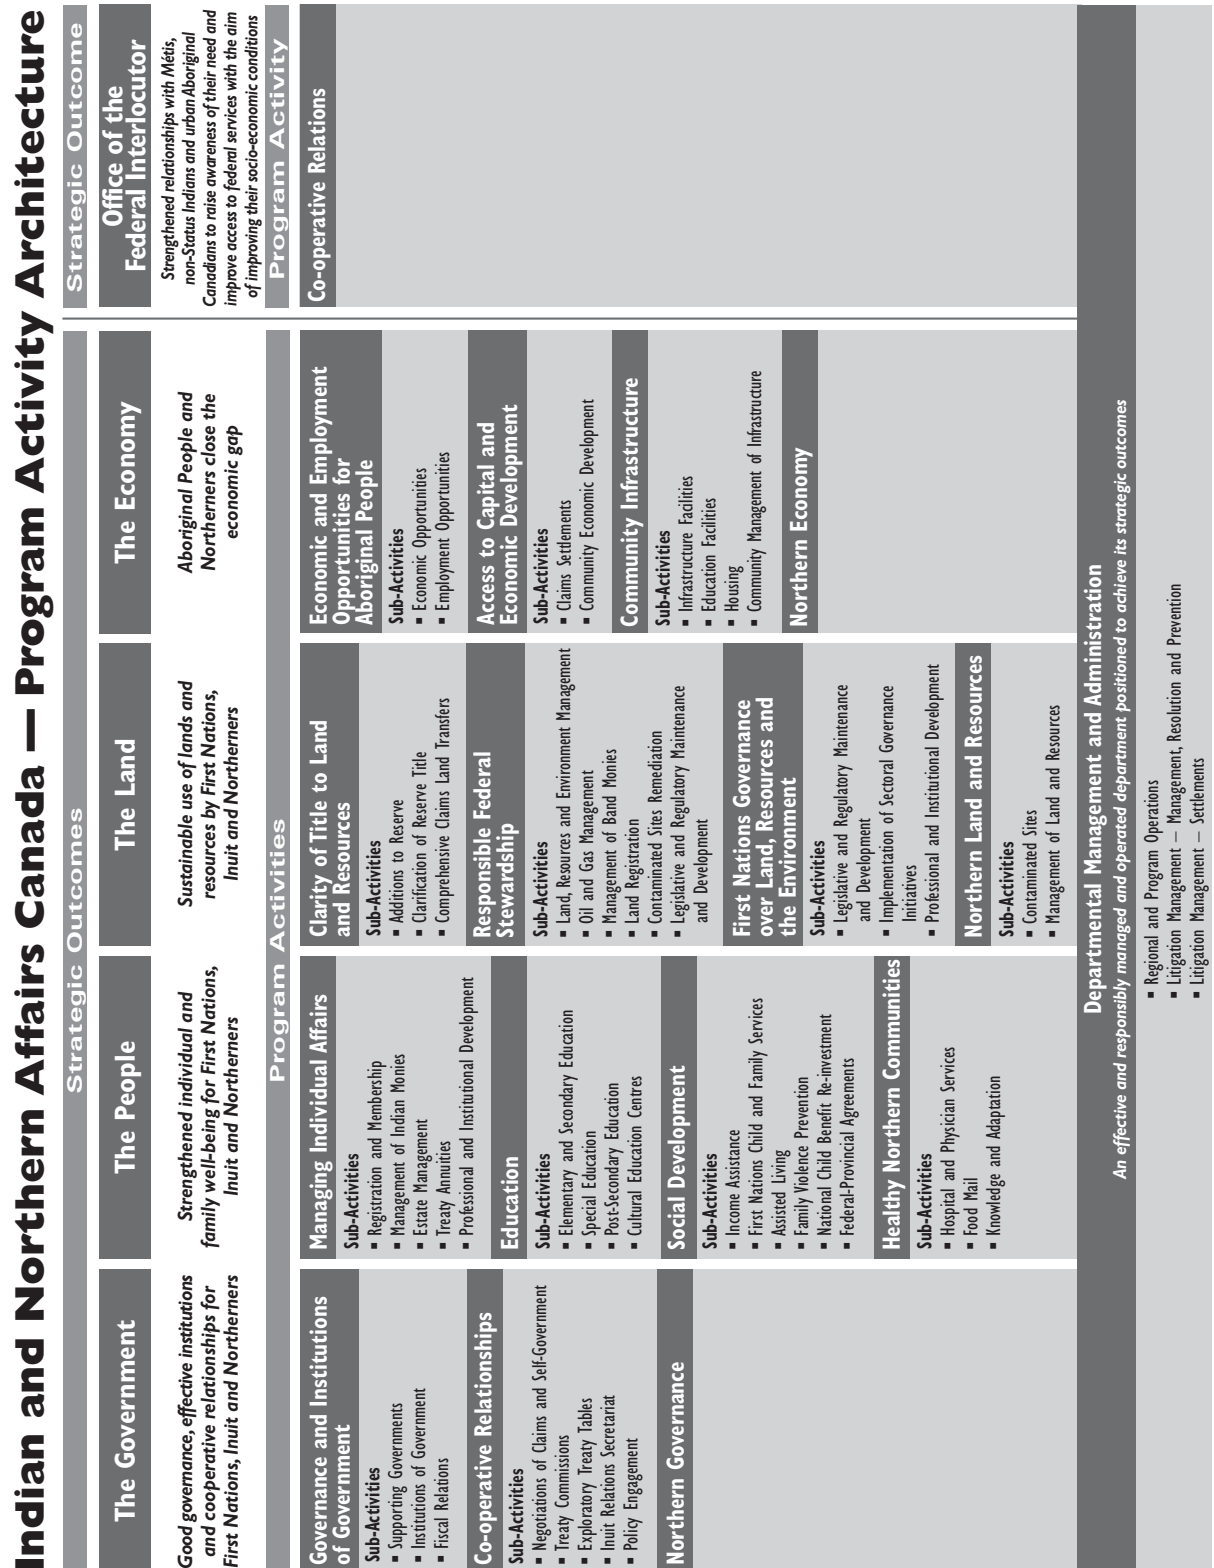 Indian and Northern Affairs Canada — Program Activity Architecture
Strategic Outcomes
Strategic Outcome
The Government
Good governance, effective institutions
and cooperative relationships for
First Nations, Inuit and Northerners
The People
Strengthened individual and
family well-being for First Nations,
Inuit and Northerners
The Land
Sustainable use of lands and
resources by First Nations,
Inuit and Northerners
The Economy
Aboriginal People and
Northerners close the
economic gap
Office of the
Federal Interlocutor
Strengthened relationships with Métis,
non-Status Indians and urban Aboriginal
Canadians to raise awareness of their need and
improve access to federal services with the aim
of improving their socio-economic conditions
Program Activities
Program Activity
Governance and Institutions
of Government
Sub-Activities
▪ Supporting Governments
▪ Institutions of Government
▪ Fiscal Relations
Co-operative Relationships
Sub-Activities
▪ Negotiations of Claims and Self-Government
▪ Treaty Commissions
▪ Exploratory Treaty Tables
▪ Inuit Relations Secretariat
▪ Policy Engagement
Northern Governance
Managing Individual Affairs
Sub-Activities
▪ Registration and Membership
▪ Management of Indian Monies
▪ Estate Management
▪ Treaty Annuities
▪ Professional and Institutional Development
Education
Sub-Activities
▪ Elementary and Secondary Education
▪ Special Education
▪ Post-Secondary Education
▪ Cultural Education Centres
Social Development
Sub-Activities
▪ Income Assistance
▪ First Nations Child and Family Services
▪ Assisted Living
▪ Family Violence Prevention
▪ National Child Benefit Re-investment
▪ Federal-Provincial Agreements
Healthy Northern Communities
Sub-Activities
▪ Hospital and Physician Services
▪ Food Mail
▪ Knowledge and Adaptation
Clarity of Title to Land
and Resources
Sub-Activities
▪ Additions to Reserve
▪ Clarification of Reserve Title
▪ Comprehensive Claims Land Transfers
Responsible Federal
Stewardship
Sub-Activities
▪ Land, Resources and Environment Management
▪ Oil and Gas Management
▪ Management of Band Monies
▪ Land Registration
▪ Contaminated Sites Remediation
▪ Legislative and Regulatory Maintenance
and Development
First Nations Governance
over Land, Resources and
the Environment
Sub-Activities
▪ Legislative and Regulatory Maintenance
and Development
▪ Implementation of Sectoral Governance
Initiatives
▪ Professional and Institutional Development
Northern Land and Resources
Sub-Activities
▪ Contaminated Sites
▪ Management of Land and Resources
Economic and Employment
Opportunities for
Aboriginal People
Sub-Activities
▪ Economic Opportunities
▪ Employment Opportunities
Access to Capital and
Economic Development
Sub-Activities
▪ Claims Settlements
▪ Community Economic Development
Community Infrastructure
Sub-Activities
▪ Infrastructure Facilities
▪ Education Facilities
▪ Housing
▪ Community Management of Infrastructure
Northern Economy
Co-operative Relations
Departmental Management and Administration
An effective and responsibly managed and operated department positioned to achieve its strategic outcomes
▪ Regional and Program Operations
▪ Litigation Management – Management, Resolution and Prevention
▪ Litigation Management – Settlements